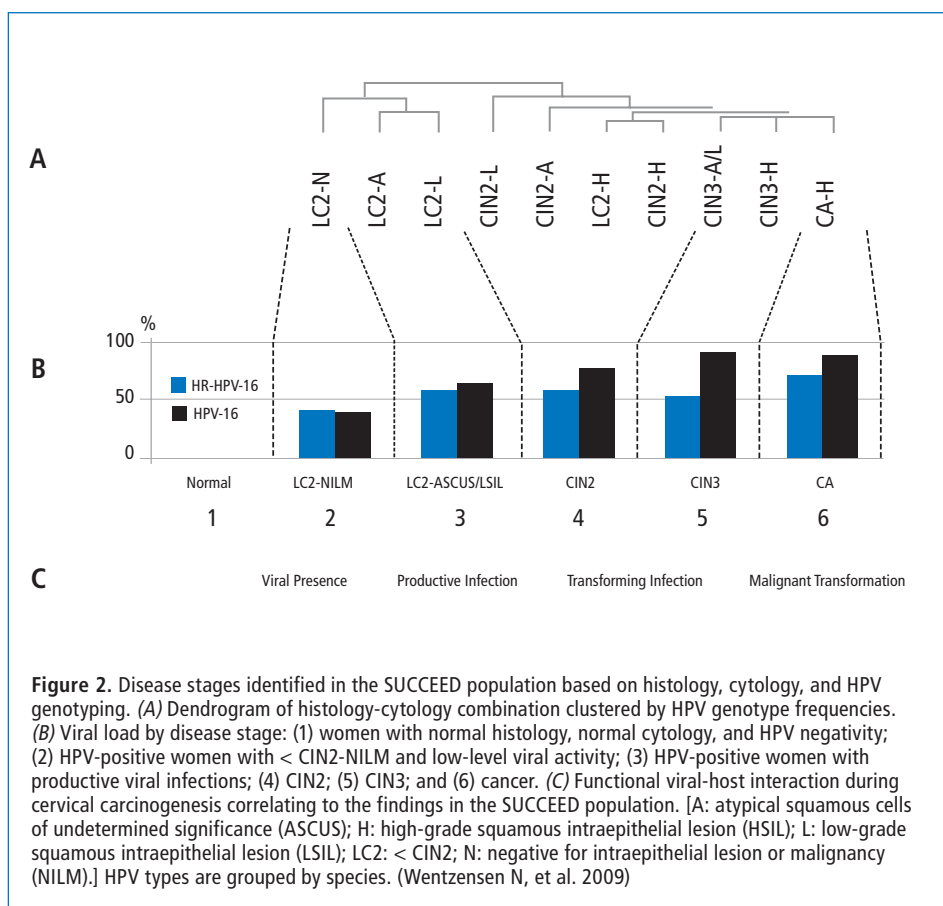 A
LC2-N
LC2-A
LC2-L
CIN2-L
CIN2-A
LC2-H
CIN2-H
CIN3-A/L
CIN3-H
CA-H
B
%
100
50
0
HR-HPV-16
HPV-16
Normal LC2-NILM LC2-ASCUS/LSIL CIN2 CIN3 CA
1 2 3 4 5 6
C
Viral Presence Productive Infection Transforming Infection Malignant Transformation
Figure 2. Disease stages identified in the SUCCEED population based on histology, cytology, and HPV
genotyping. (A) Dendrogram of histology-cytology combination clustered by HPV genotype frequencies.
(B) Viral load by disease stage: (1) women with normal histology, normal cytology, and HPV negativity;
(2) HPV-positive women with < CIN2-NILM and low-level viral activity; (3) HPV-positive women with
productive viral infections; (4) CIN2; (5) CIN3; and (6) cancer. (C) Functional viral-host interaction during
cervical carcinogenesis correlating to the findings in the SUCCEED population. [A: atypical squamous cells
of undetermined significance (ASCUS); H: high-grade squamous intraepithelial lesion (HSIL); L: low-grade
squamous intraepithelial lesion (LSIL); LC2: < CIN2; N: negative for intraepithelial lesion or malignancy
(NILM).] HPV types are grouped by species. (Wentzensen N, et al. 2009)